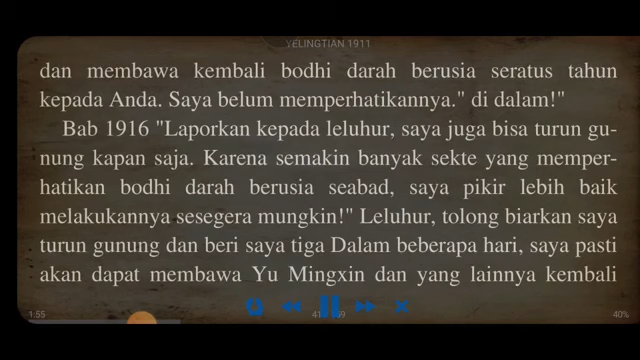 YELINGTIAN 1911
dan membawa kembali bodhi darah berusia seratus tahun
kepada Anda. Saya belum memperhatikannya." di dalam!"
Bab 1916 "Laporkan kepada leluhur, saya juga bisa turun gu-
nung kapan saja. Karena semakin banyak sekte yang memper-
hatikan bodhi darah berusia seabad, saya pikir lebih baik
melakukannya sesegera mungkin!" Leluhur, tolong biarkan saya
turun gunung dan beri saya tiga Dalam beberapa hari, saya pasti
akan dapat membawa Yu Mingxin dan yang lainnya kembali
1:55
40%